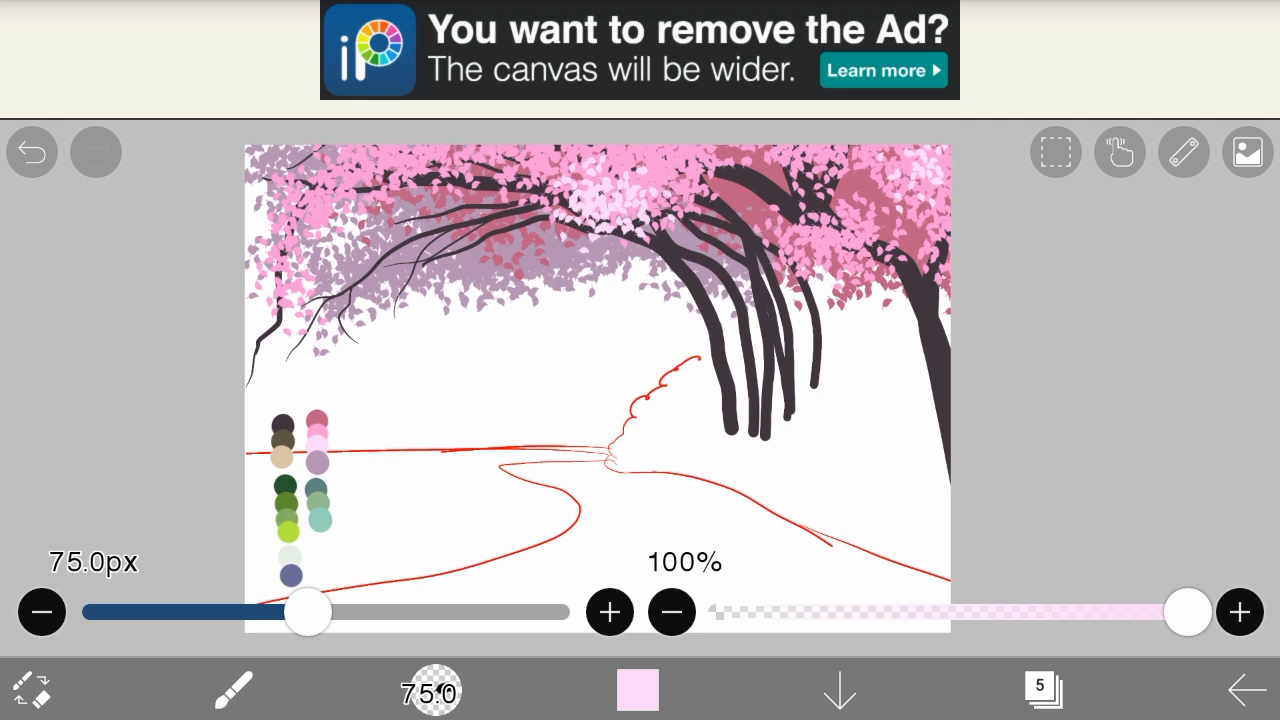 iP
You want to remove the Ad?
The canvas will be wider.
Learn more
75.0px
100%
75.0
5